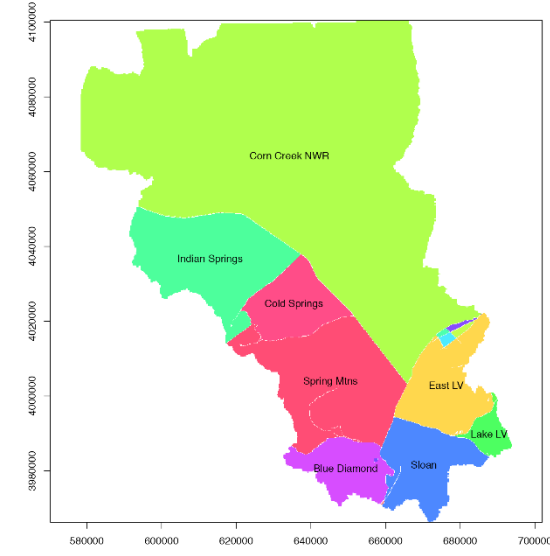 4100000
4080000
4060000
4040000
4020000
4000000
3980000
Corn Creek NWR
Indian Springs
Cold Springs
Spring Mtns
East LV
Lake LV
Blue Diamond
Sloan
580000 600000 620000 640000 660000 680000 700000